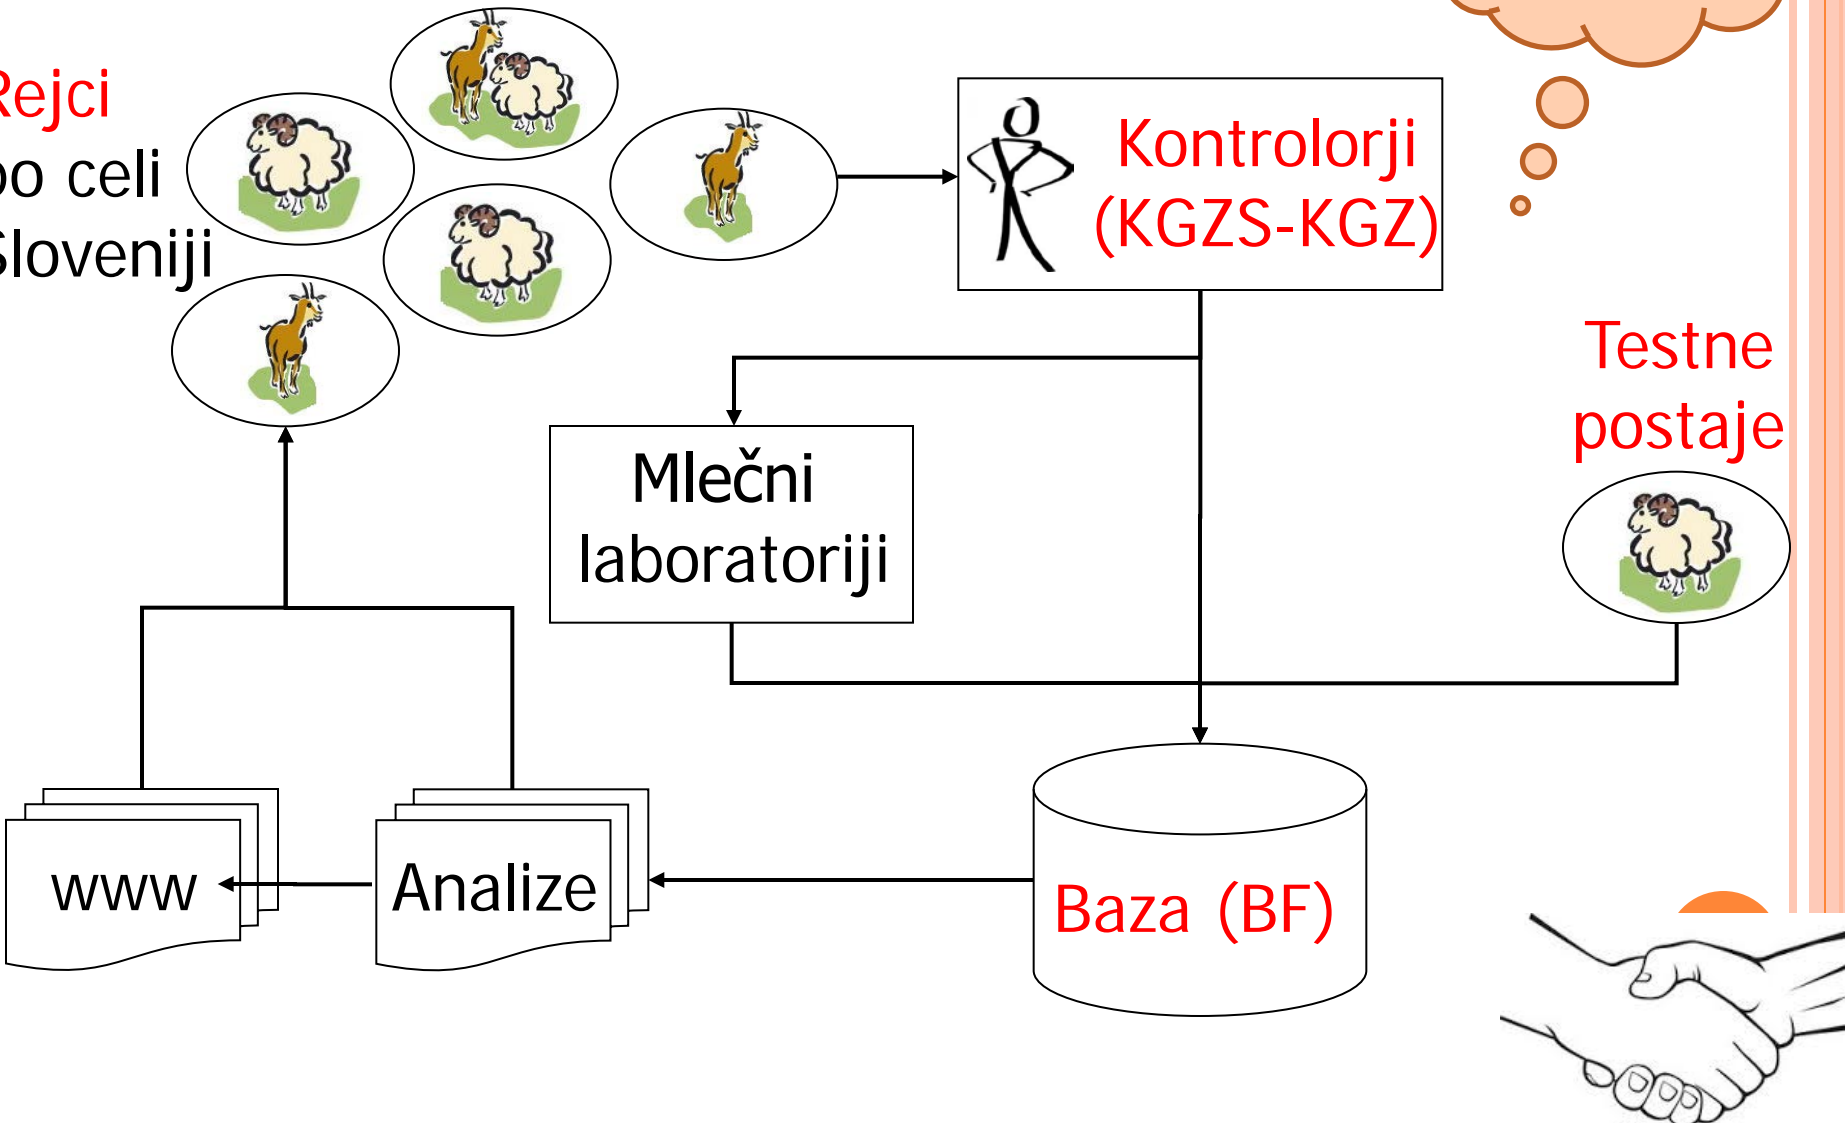 Rejci
po celi
Sloveniji
Kontrolorji
(KGZS-KGZ)
Testne
postaje
Mlečni
laboratoriji
www
Analize
Baza (BF)